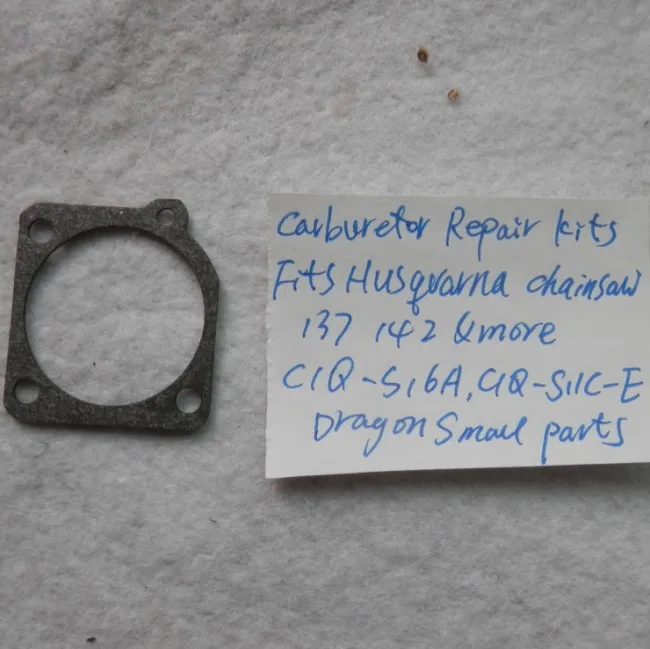 Carburetor Repair kits
Fits Husqvarna chainsaw
137 142 & more
C1Q-S16A, C1Q-S11C-E
Dragon Small parts